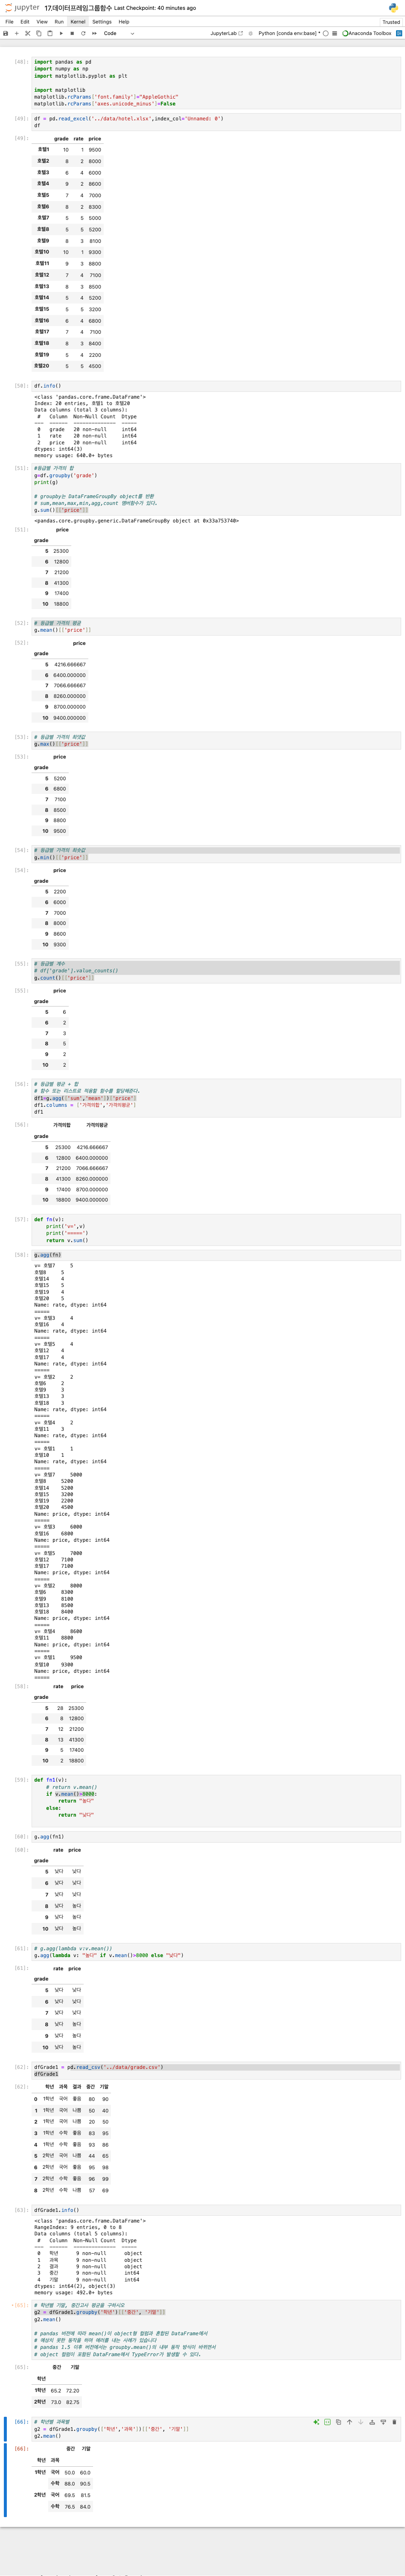 jupyter 17.데이터프레임그룹함수 Last Checkpoint: 40 minutes ago
File Edit View Run Kernel Settings Help Trusted
Code JupyterLab Python [conda env:base] * Anaconda Toolbox
[48]: import pandas as pd
import numpy as np
import matplotlib.pyplot as plt
import matplotlib
matplotlib.rcParams['font.family']="AppleGothic"
matplotlib.rcParams['axes.unicode_minus']=False
[49]: df = pd.read_excel('../data/hotel.xlsx',index_col='Unnamed: 0')
df
[49]: grade rate price
호텔1 10 1 9500
호텔2 8 2 8000
호텔3 6 4 6000
호텔4 9 2 8600
호텔5 7 4 7000
호텔6 8 2 8300
호텔7 5 5 5000
호텔8 5 5 5200
호텔9 8 3 8100
호텔10 10 1 9300
호텔11 9 3 8800
호텔12 7 4 7100
호텔13 8 3 8500
호텔14 5 4 5200
호텔15 5 5 3200
호텔16 6 4 6800
호텔17 7 4 7100
호텔18 8 3 8400
호텔19 5 4 2200
호텔20 5 5 4500
[50]: df.info()
<class 'pandas.core.frame.DataFrame'>
Index: 20 entries, 호텔1 to 호텔20
Data columns (total 3 columns):
# Column Non-Null Count Dtype
--- ------ -------------- -----
0 grade 20 non-null int64
1 rate 20 non-null int64
2 price 20 non-null int64
dtypes: int64(3)
memory usage: 640.0+ bytes
[51]: #등급별 가격의 합
g=df.groupby('grade')
print(g)
# groupby는 DataFrameGroupBy object를 반환
# sum,mean,max,min,agg,count 멤버함수가 있다.
g.sum()[['price']]
<pandas.core.groupby.generic.DataFrameGroupBy object at 0x33a753740>
[51]: price
grade
5 25300
6 12800
7 21200
8 41300
9 17400
10 18800
[52]: # 등급별 가격의 평균
g.mean()[['price']]
[52]: price
grade
5 4216.666667
6 6400.000000
7 7066.666667
8 8260.000000
9 8700.000000
10 9400.000000
[53]: # 등급별 가격의 최댓값
g.max()[['price']]
[53]: price
grade
5 5200
6 6800
7 7100
8 8500
9 8800
10 9500
[54]: # 등급별 가격의 최솟값
g.min()[['price']]
[54]: price
grade
5 2200
6 6000
7 7000
8 8000
9 8600
10 9300
[55]: # 등급별 계수
# df['grade'].value_counts()
g.count()[['price']]
[55]: price
grade
5 6
6 2
7 3
8 5
9 2
10 2
[56]: # 등급별 평균 + 합
# 함수 또는 리스트로 적용할 함수를 할당해준다.
df1=g.agg(['sum','mean'])['price']
df1.columns = ['가격의합','가격의평균']
df1
[56]: 가격의합 가격의평균
grade
5 25300 4216.666667
6 12800 6400.000000
7 21200 7066.666667
8 41300 8260.000000
9 17400 8700.000000
10 18800 9400.000000
[57]: def fn(v):
print("v=",v)
print("=====")
return v.sum()
[58]: g.agg(fn)
v= 호텔7 5
호텔8 5
호텔14 4
호텔15 5
호텔19 4
호텔20 5
Name: rate, dtype: int64
=====
v= 호텔3 4
호텔16 4
Name: rate, dtype: int64
=====
v= 호텔5 4
호텔12 4
호텔17 4
Name: rate, dtype: int64
=====
v= 호텔2 2
호텔6 2
호텔9 3
호텔13 3
호텔18 3
Name: rate, dtype: int64
=====
v= 호텔4 2
호텔11 3
Name: rate, dtype: int64
=====
v= 호텔1 1
호텔10 1
Name: rate, dtype: int64
=====
v= 호텔7 5000
호텔8 5200
호텔14 5200
호텔15 3200
호텔19 2200
호텔20 4500
Name: price, dtype: int64
=====
v= 호텔3 6000
호텔16 6800
Name: price, dtype: int64
=====
v= 호텔5 7000
호텔12 7100
호텔17 7100
Name: price, dtype: int64
=====
v= 호텔2 8000
호텔6 8300
호텔9 8100
호텔13 8500
호텔18 8400
Name: price, dtype: int64
=====
v= 호텔4 8600
호텔11 8800
Name: price, dtype: int64
=====
v= 호텔1 9500
호텔10 9300
Name: price, dtype: int64
=====
[58]: rate price
grade
5 28 25300
6 8 12800
7 12 21200
8 13 41300
9 5 17400
10 2 18800
[59]: def fn1(v):
# return v.mean()
if v.mean()>8000:
return "높다"
else:
return "낮다"
[60]: g.agg(fn1)
[60]: rate price
grade
5 낮다 낮다
6 낮다 낮다
7 낮다 낮다
8 낮다 높다
9 낮다 높다
10 낮다 높다
[61]: # g.agg(lambda v:v.mean())
g.agg(lambda v: "높다" if v.mean()>8000 else "낮다")
[61]: rate price
grade
5 낮다 낮다
6 낮다 낮다
7 낮다 낮다
8 낮다 높다
9 낮다 높다
10 낮다 높다
[62]: dfGrade1 = pd.read_csv('../data/grade.csv')
dfGrade1
[62]: 학년 과목 결과 중간 기말
0 1학년 국어 좋음 80 90
1 1학년 국어 나쁨 50 40
2 1학년 국어 나쁨 20 50
3 1학년 수학 좋음 83 95
4 1학년 수학 좋음 93 86
5 2학년 국어 나쁨 44 65
6 2학년 국어 좋음 95 98
7 2학년 수학 좋음 96 99
8 2학년 수학 나쁨 57 69
[63]: dfGrade1.info()
<class 'pandas.core.frame.DataFrame'>
RangeIndex: 9 entries, 0 to 8
Data columns (total 5 columns):
# Column Non-Null Count Dtype
--- ------ -------------- -----
0 학년 9 non-null object
1 과목 9 non-null object
2 결과 9 non-null object
3 중간 9 non-null int64
4 기말 9 non-null int64
dtypes: int64(2), object(3)
memory usage: 492.0+ bytes
[65]: # 학년별 기말, 중간고사 평균을 구하시오
g2 = dfGrade1.groupby('학년')[['중간', '기말']]
g2.mean()
# pandas 버전에 따라 mean()이 object형 컬럼과 혼합된 DataFrame에서
# 예상치 못한 동작을 하며 에러를 내는 사례가 있습니다
# pandas 1.5 이후 버전에서는 groupby.mean()의 내부 동작 방식이 바뀌면서
# object 컬럼이 포함된 DataFrame에서 TypeError가 발생할 수 있다.
[65]: 중간 기말
학년
1학년 65.2 72.20
2학년 73.0 82.75
[66]: # 학년별 과목별
g2 = dfGrade1.groupby(['학년','과목'])[['중간', '기말']]
g2.mean()
[66]: 중간 기말
학년 과목
1학년 국어 50.0 60.0
수학 88.0 90.5
2학년 국어 69.5 81.5
수학 76.5 84.0